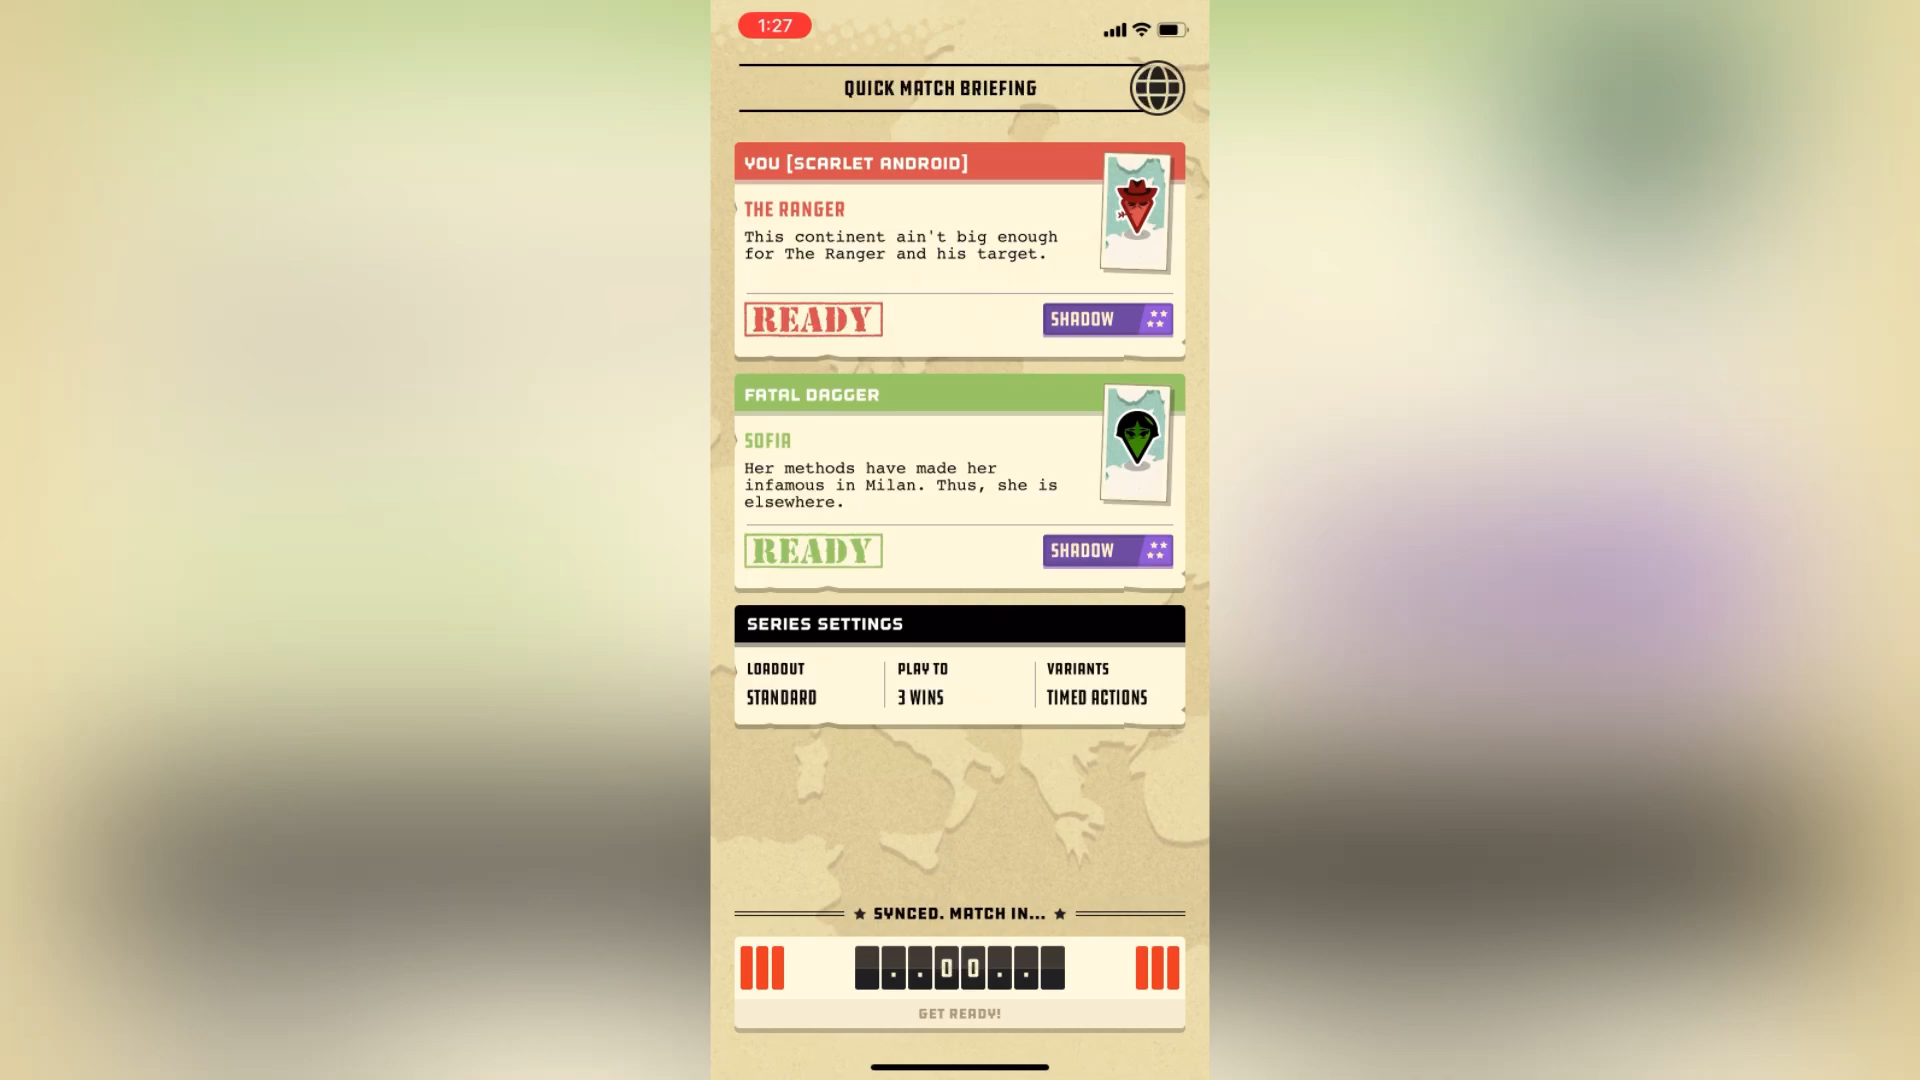 1:27
QUICK MATCH BRIEFING
YOU [SCARLET ANDROID]
THE RANGER
This continent ain't big enough
for The Ranger and his target.
READY
SHADOW
FATAL DAGGER
SOFIA
Her methods have made her
infamous in Milan. Thus, she is
elsewhere.
READY
SHADOW
SERIES SETTINGS
LOADOUT PLAY TO VARIANTS
STANDARD 3 WINS TIMED ACTIONS
SYNCED. MATCH IN...
..00..
GET READY!